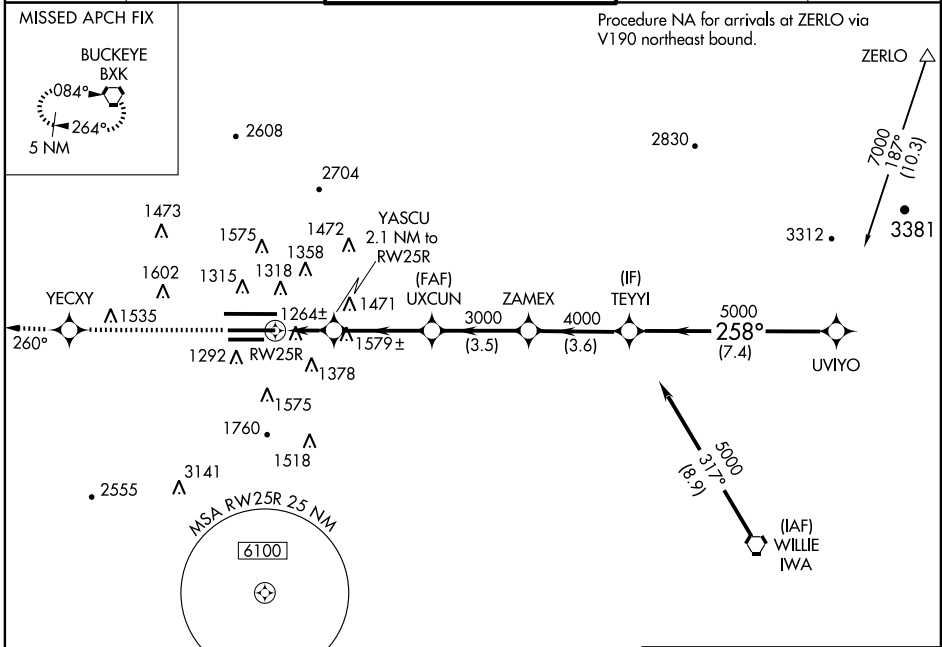 MISSED APCH FIX
BUCKEYE
BXK
084°
264°
5 NM
Procedure NA for arrivals at ZERLO via
V190 northeast bound.
ZERLO
7000
187°
(10.3)
3381
3312
2830
2608
2704
1473
1575
1472
1358
YASCU
2.1 NM to
RW25R
1602
1315
1318
(FAF)
UXCUN
ZAMEX
(IF)
TEYYI
YECXY
1535
1264±
1471
3000
(3.5)
4000
(3.6)
5000
258°
(7.4)
UVIYO
260°
1292
RW25R
1579±
1378
1575
1760
1518
5000
317°
(8.9)
(IAF)
WILLIE
IWA
2555
3141
MSA RW25R 25 NM
6100